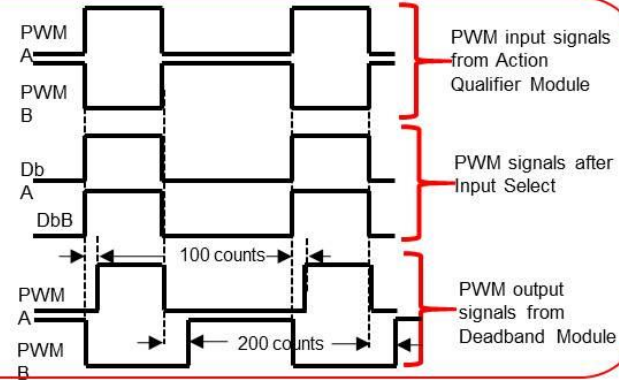 PWM
A
PWM input signals
from Action
Qualifier Module
PWM
B
Db
A
PWM signals after
Input Select
DbB
100 counts
PWM
A
PWM output
signals from
Deadband Module
200 counts
PWM
B